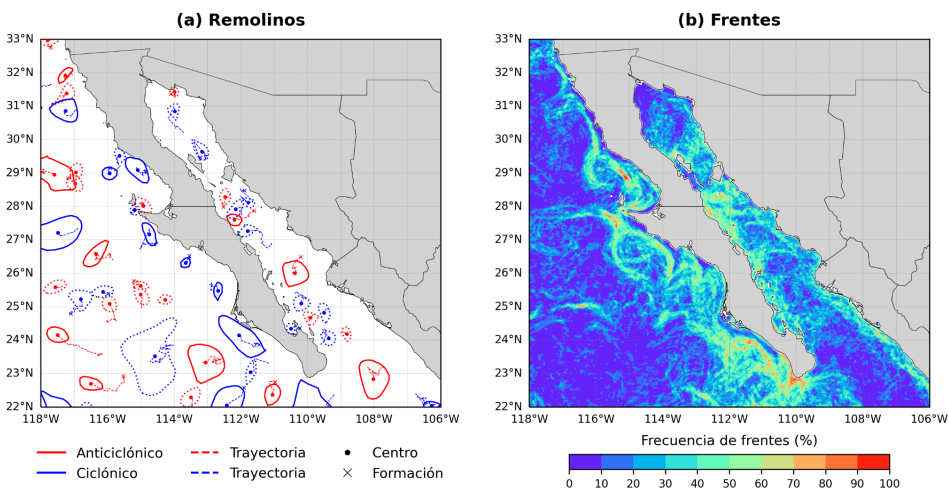 (a) Remolinos
33°N
32°N
31°N
30°N
29°N
28°N
27°N
26°N
25°N
24°N
23°N
22°N
118°W 116°W 114°W 112°W 110°W 108°W 106°W
Anticiclónico Trayectoria Centro
Ciclónico Trayectoria Formación
(b) Frentes
33°N
32°N
31°N
30°N
29°N
28°N
27°N
26°N
25°N
24°N
23°N
22°N
118°W 116°W 114°W 112°W 110°W 108°W 106°W
Frecuencia de frentes (%)
0 10 20 30 40 50 60 70 80 90 100